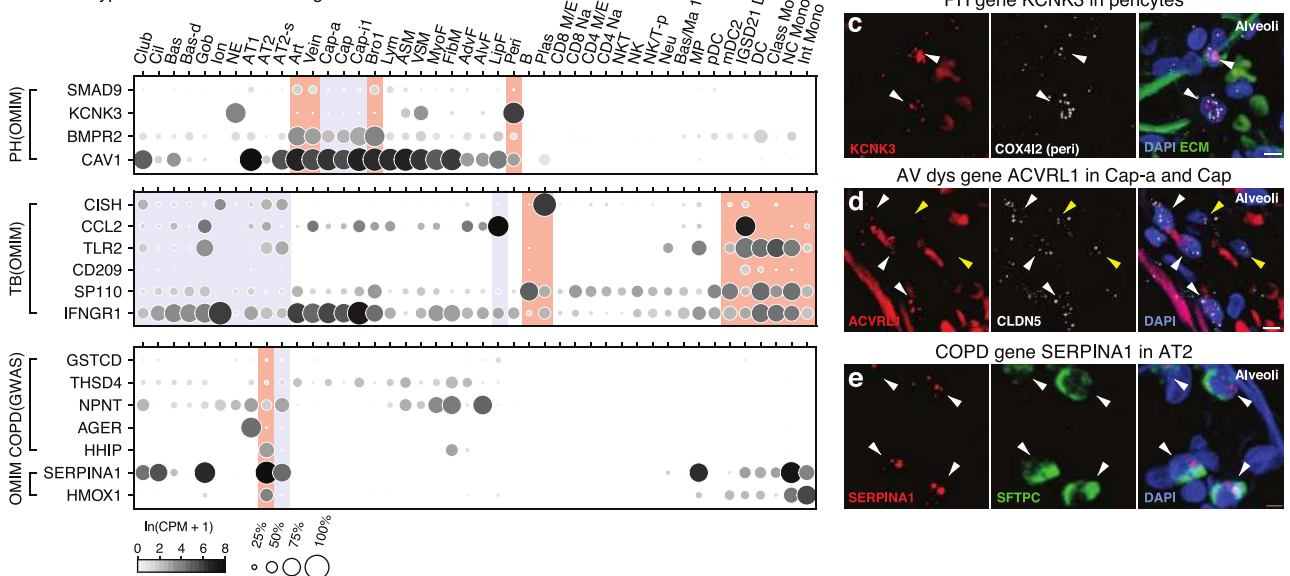 Club
Cil
Bas
Bas-d
Gob
Ion
NE
AT1
AT2
AT2-s
Art
Vein
Cap-a
Cap
Cap-i1
Bro1
Lym
ASM
VSM
MyoF
FibM
AdvF
AlvF
LipF
Peri
B
Plas
CD8 M/E
CD8 Na
CD4 M/E
CD4 Na
NKT
NK
NK/T-p
Neu
Bas/Ma 1
MP
pDC
mDC2
IGSD21 D
DC
Class Mo
NC Mono
Int Mono
PH(OMIM)
SMAD9
KCNK3
BMPR2
CAV1
TB(OMIM)
CISH
CCL2
TLR2
CD209
SP110
IFNGR1
COPD(GWAS)
GSTCD
THSD4
NPNT
AGER
HHIP
OMIM
SERPINA1
HMOX1
ln(CPM + 1)
0 2 4 6 8
25% 50% 75% 100%
PH gene KCNK3 in pericytes
c
Alveoli
KCNK3
COX4I2 (peri)
DAPI ECM
AV dys gene ACVRL1 in Cap-a and Cap
d
Alveoli
ACVRL1
CLDN5
DAPI
COPD gene SERPINA1 in AT2
e
Alveoli
SERPINA1
SFTPC
DAPI